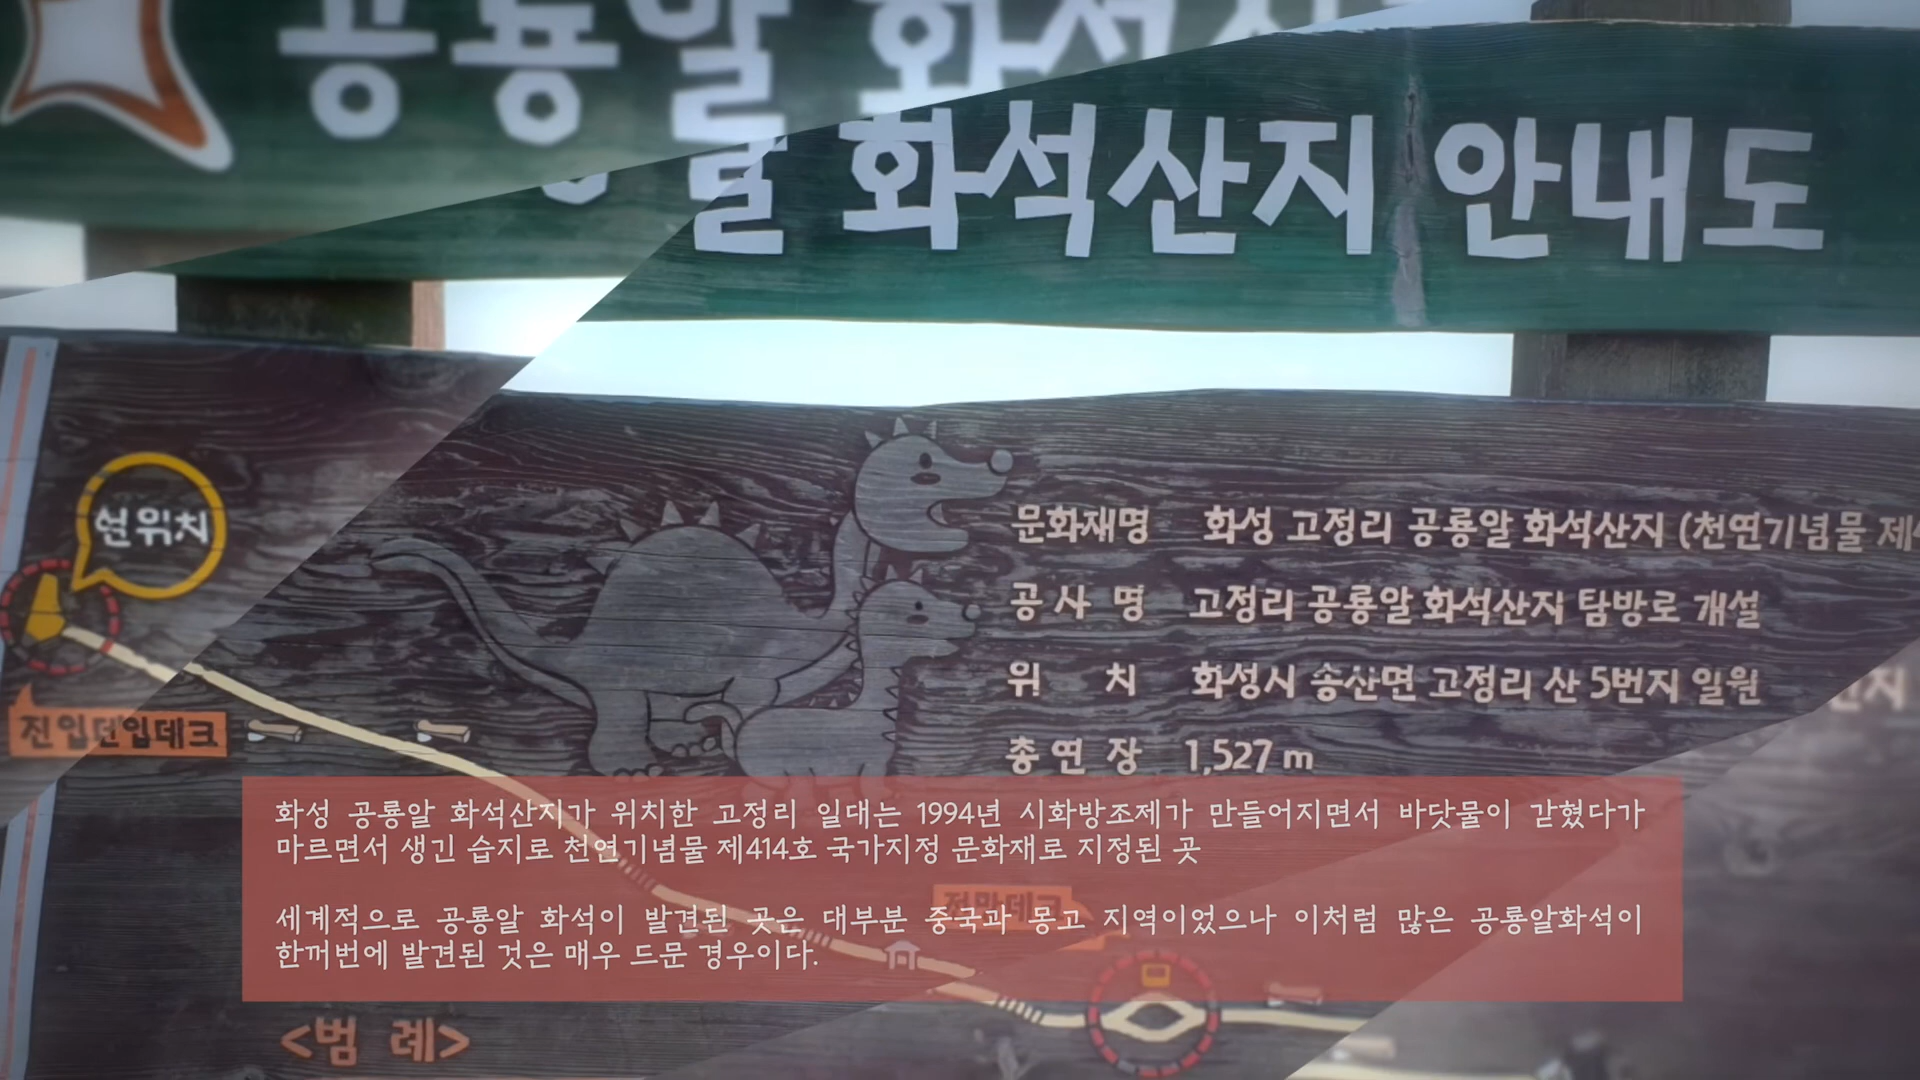 공룡알 화석산
알 화석산지 안내도
현위치
문화재명 화성 고정리 공룡알 화석산지 (천연기념물 제4
공 사 명 고정리 공룡알 화석산지 탐방로 개설
위 치 화성시 송산면 고정리 산 5번지 일원
총 연 장 1,527 m
진입던입데크
화성 공룡알 화석산지가 위치한 고정리 일대는 1994년 시화방조제가 만들어지면서 바닷물이 갇혔다가
마르면서 생긴 습지로 천연기념물 제414호 국가지정 문화재로 지정된 곳
전망데크
세계적으로 공룡알 화석이 발견된 곳은 대부분 중국과 몽고 지역이었으나 이처럼 많은 공룡알화석이
한꺼번에 발견된 것은 매우 드문 경우이다.
<범 례>